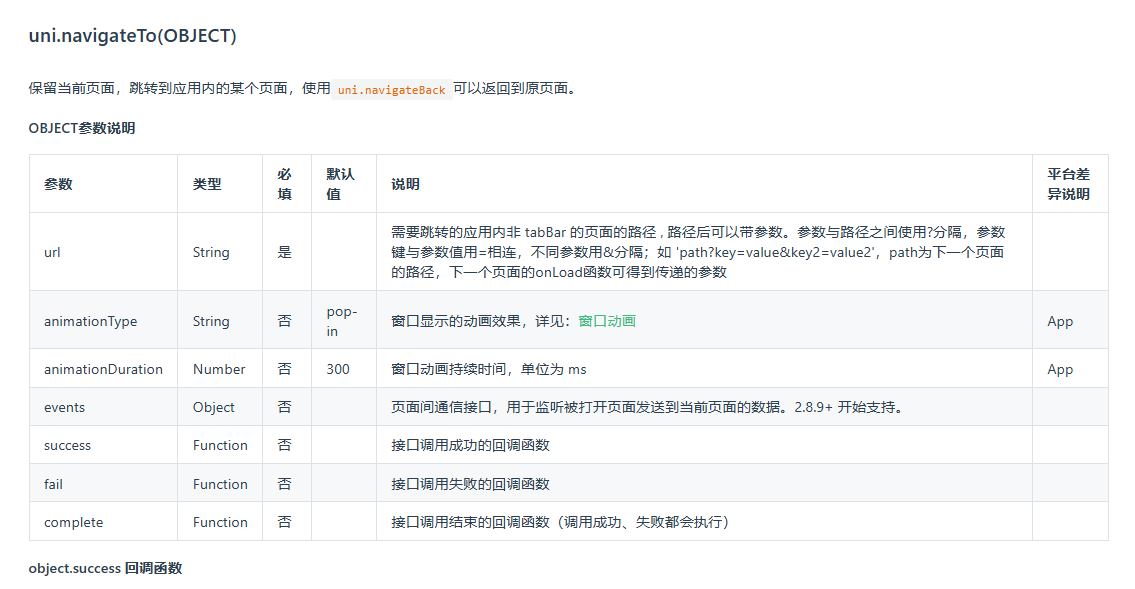 uni.navigateTo(OBJECT)
保留当前页面，跳转到应用内的某个页面，使用 uni.navigateBack 可以返回到原页面。
OBJECT参数说明
参数 类型 必填 默认值 说明 平台差异说明
url String 是 需要跳转的应用内非 tabBar 的页面的路径 , 路径后可以带参数。参数与路径之间使用?分隔，参数
键与参数值用=相连，不同参数用&分隔；如 'path?key=value&key2=value2'，path为下一个页面
的路径，下一个页面的onLoad函数可得到传递的参数
animationType String 否 pop-in 窗口显示的动画效果，详见：窗口动画 App
animationDuration Number 否 300 窗口动画持续时间，单位为 ms App
events Object 否 页面间通信接口，用于监听被打开页面发送到当前页面的数据。2.8.9+ 开始支持。
success Function 否 接口调用成功的回调函数
fail Function 否 接口调用失败的回调函数
complete Function 否 接口调用结束的回调函数（调用成功、失败都会执行）
object.success 回调函数